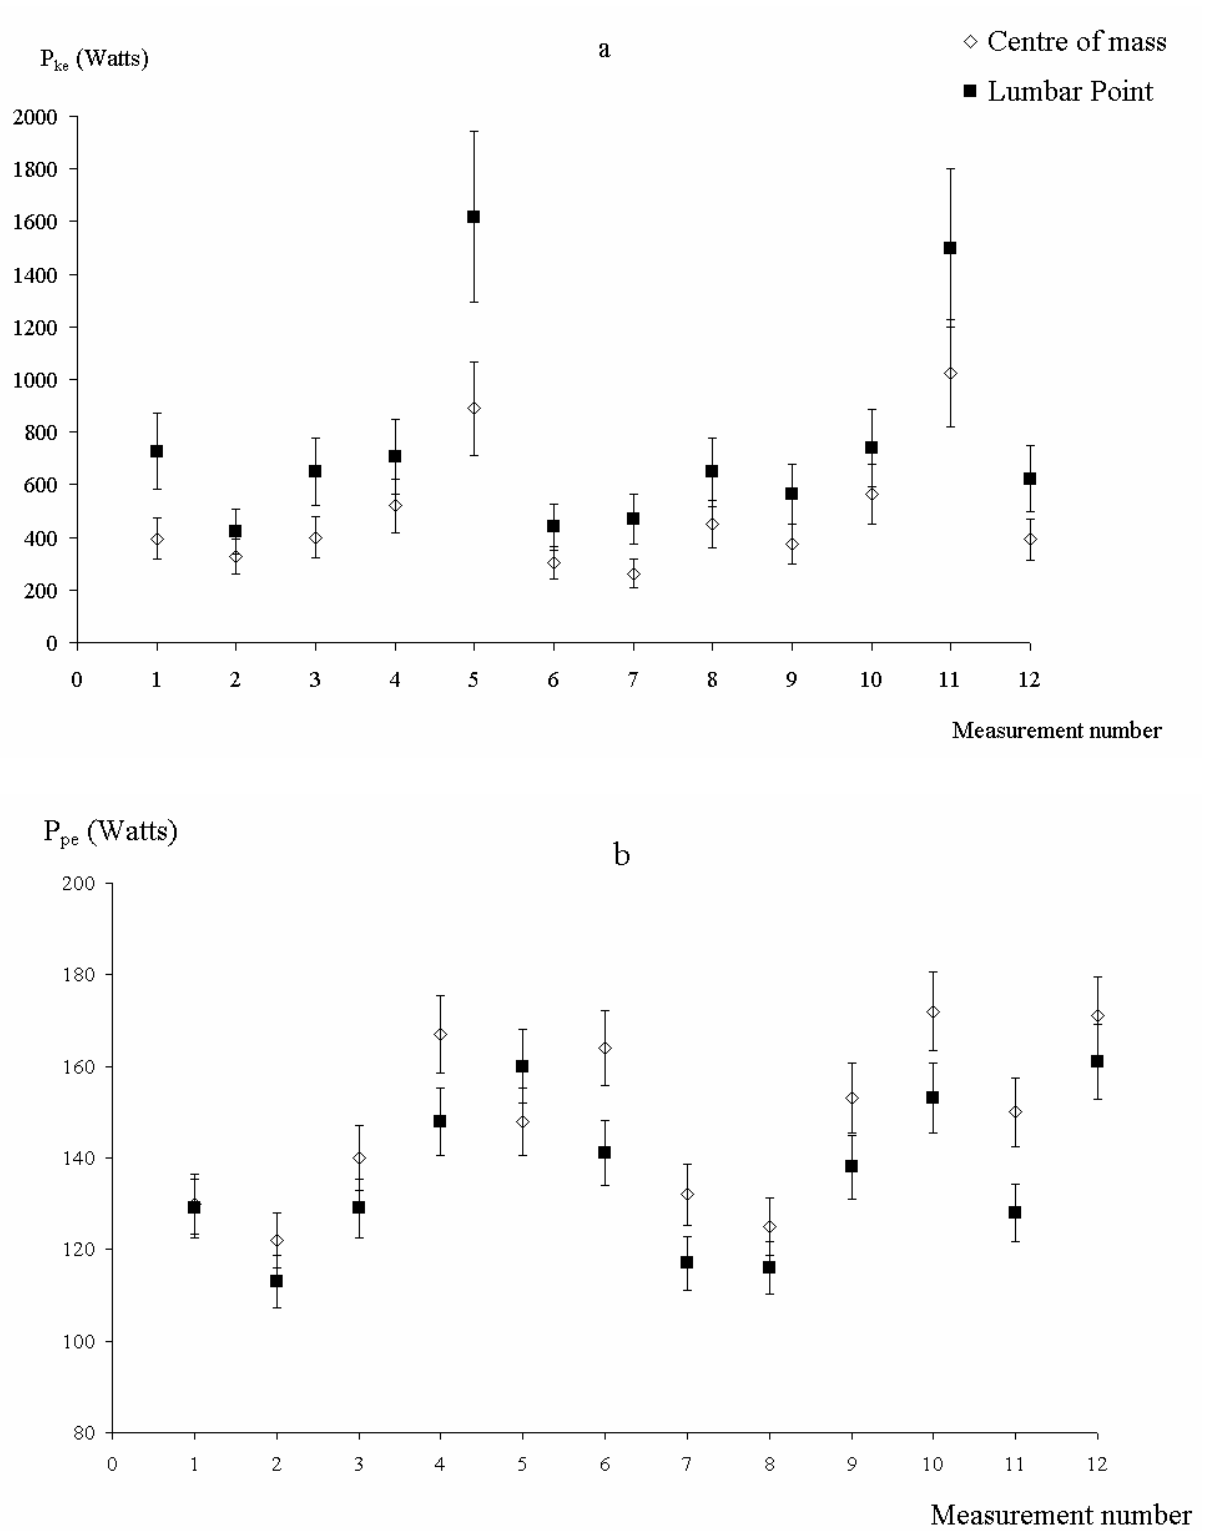 a
P_ke (Watts)
Centre of mass
Lumbar Point
2000
1800
1600
1400
1200
1000
800
600
400
200
0
0 1 2 3 4 5 6 7 8 9 10 11 12
Measurement number
P_pe (Watts)
b
200
180
160
140
120
100
80
0 1 2 3 4 5 6 7 8 9 10 11 12
Measurement number